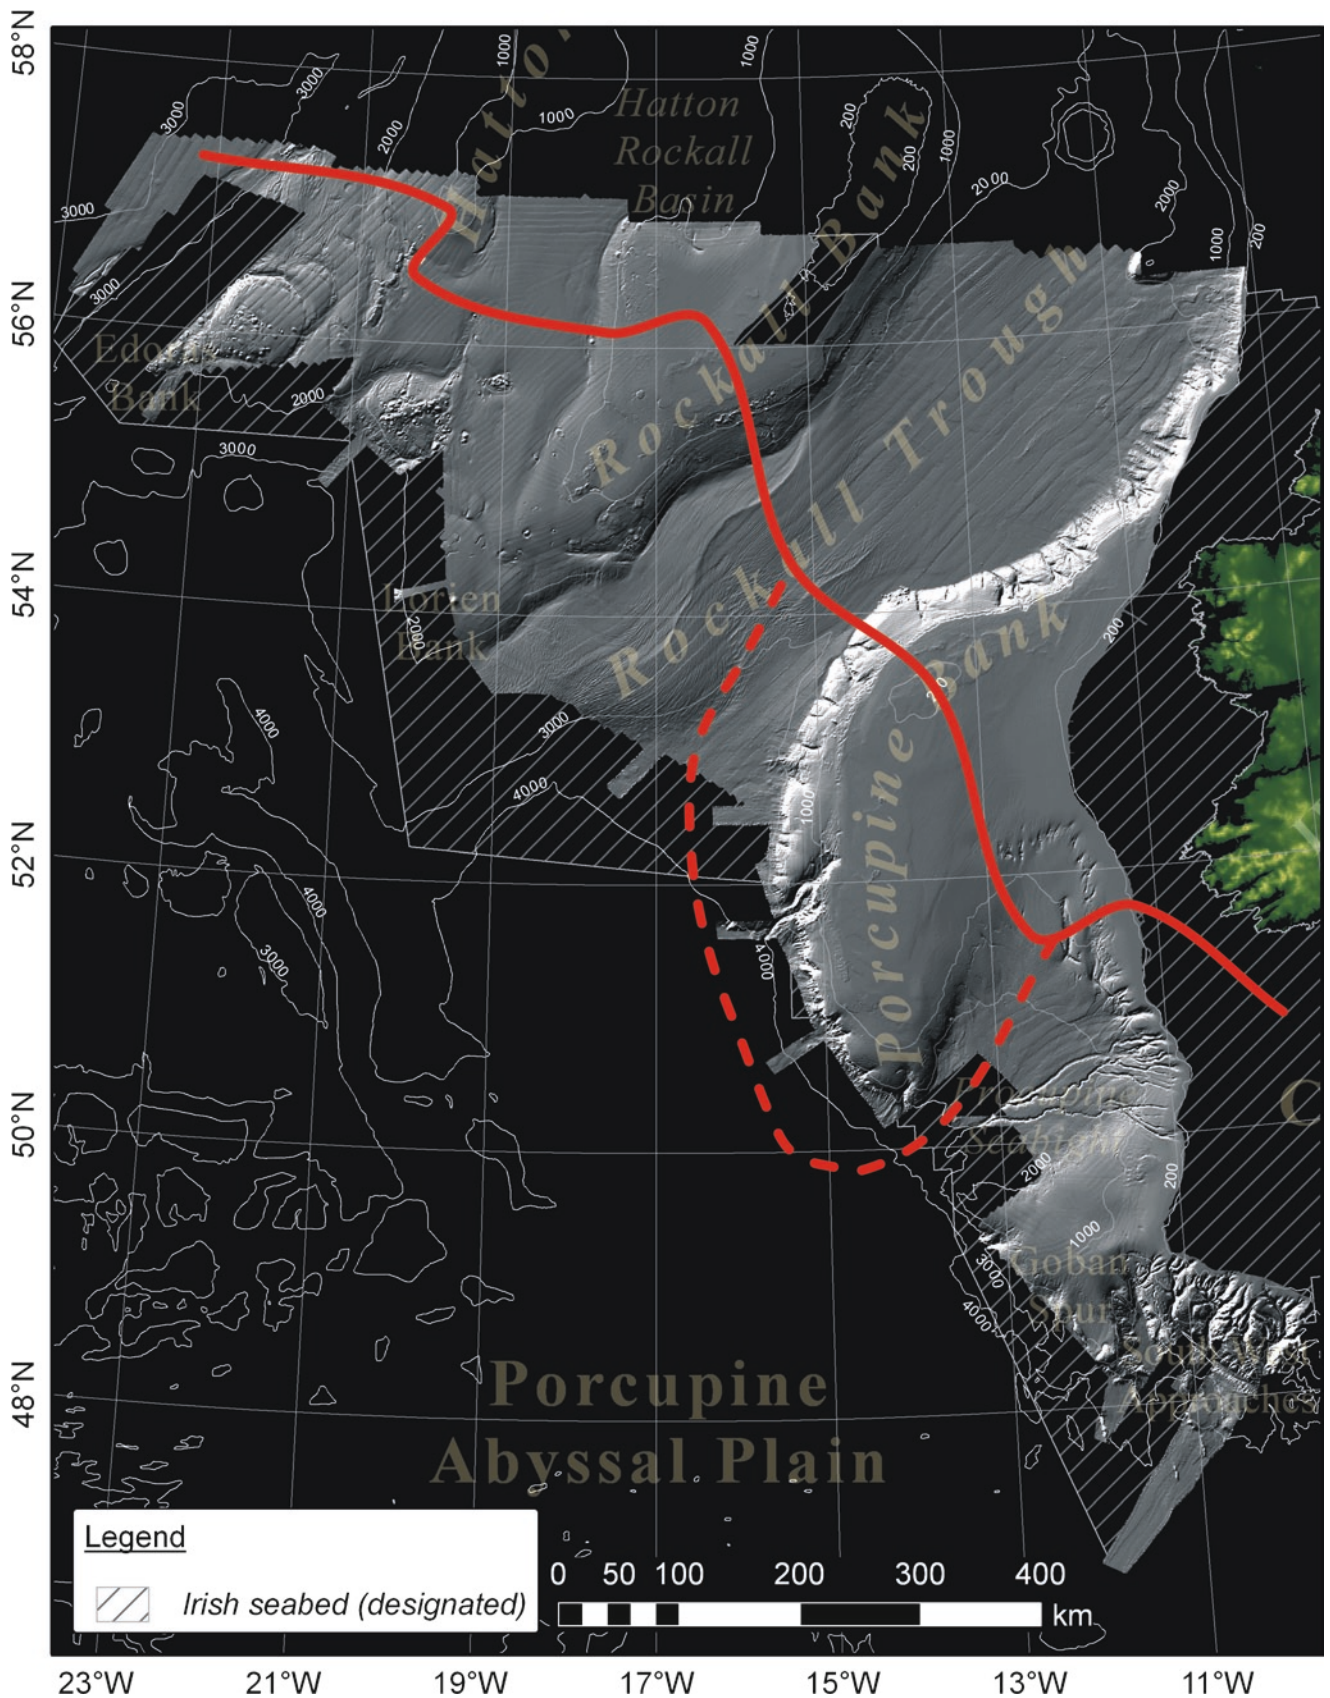 58°N
56°N
54°N
52°N
50°N
48°N
3000
3000
2000
1000
1000
1000
200
200
1000
2000
2000
1000
200
Hatton
Hatton
Rockall
Basin
3000
3000
Edoras
Bank
2000
3000
Rockall Bank
Rockall Trough
Lorien
Bank
2000
200
200
Porcupine Bank
4000
3000
4000
1000
4000
4000
3000
Procupine
Seabight
C
2000
200
1000
3000
4000
Goban
Spur
South West
Approaches
Porcupine
Abyssal Plain
Legend
Irish seabed (designated)
0 50 100 200 300 400
km
23°W 21°W 19°W 17°W 15°W 13°W 11°W